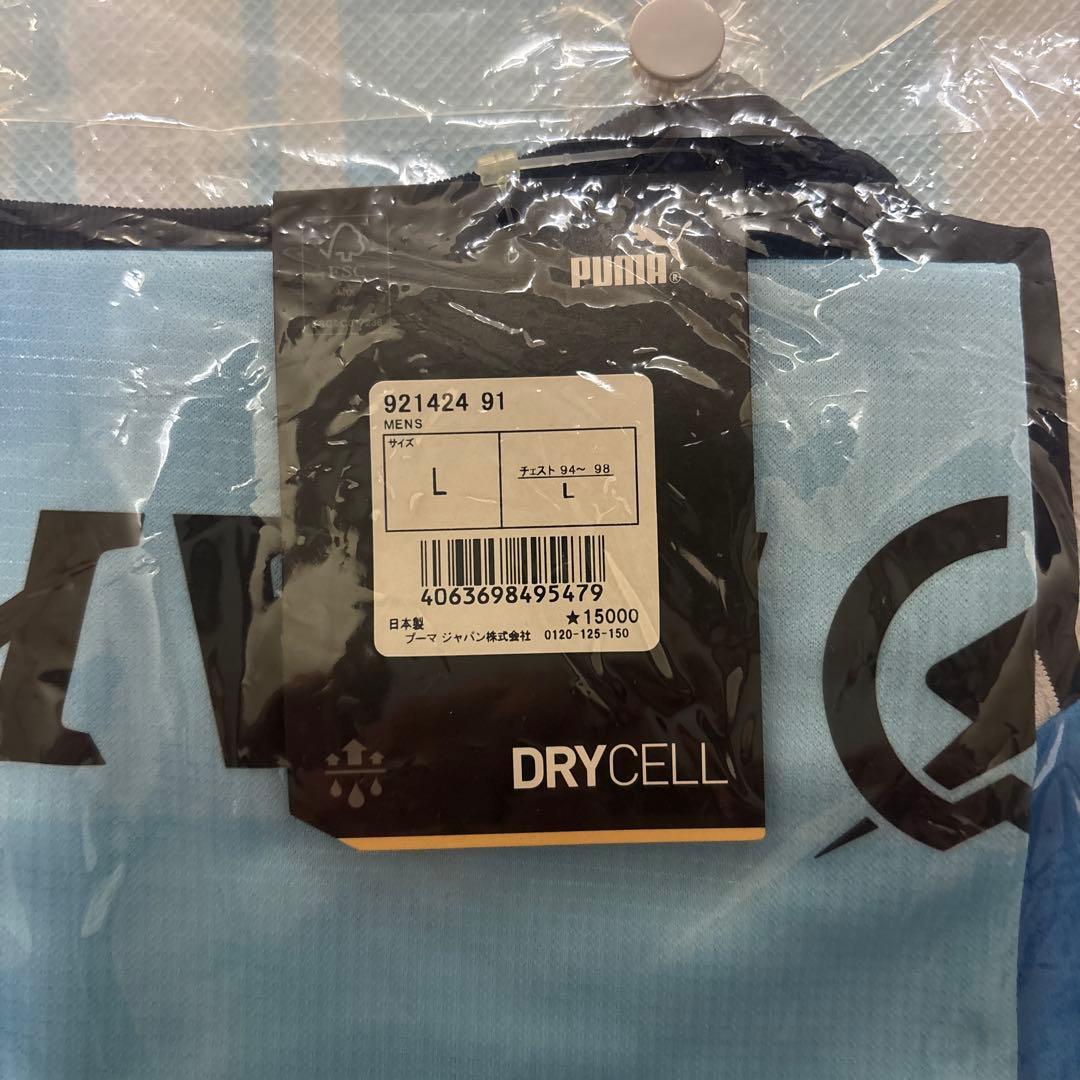 FSC
PUMA®
921424 91
MENS
サイズ
L
チェスト 94～ 98
L
4063698495479
日本製
★15000
プーマ ジャパン株式会社 0120-125-150
DRYCELL